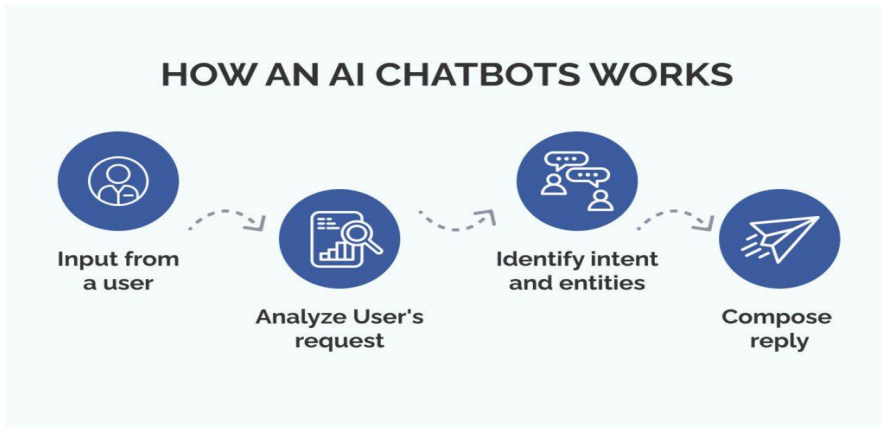 HOW AN AI CHATBOTS WORKS
Input from
a user
Analyze User's
request
Identify intent
and entities
Compose
reply